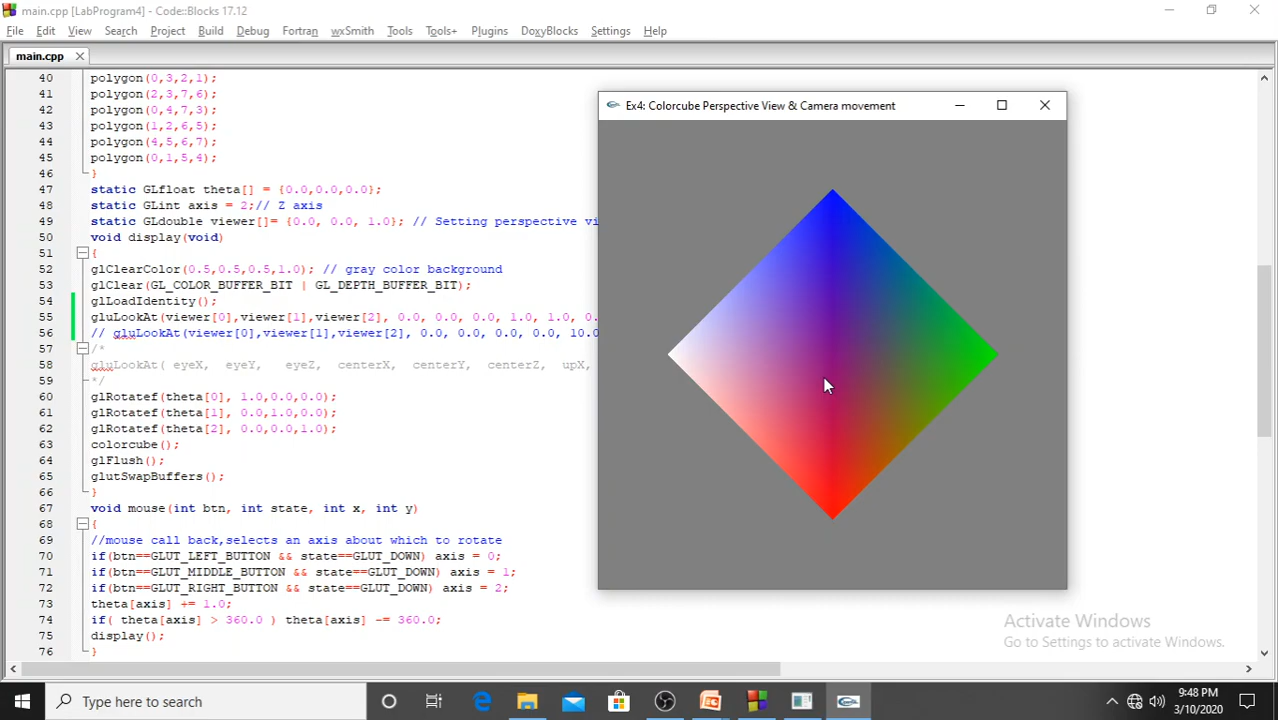 main.cpp [LabProgram4] - Code::Blocks 17.12
File Edit View Search Project Build Debug Fortran wxSmith Tools Tools+ Plugins DoxyBlocks Settings Help
main.cpp
40 polygon(0,3,2,1);
41 polygon(2,3,7,6);
42 polygon(0,4,7,3);
43 polygon(1,2,6,5);
44 polygon(4,5,6,7);
45 polygon(0,1,5,4);
46 }
47 static GLfloat theta[] = {0.0,0.0,0.0};
48 static GLint axis = 2;// Z axis
49 static GLdouble viewer[]= {0.0, 0.0, 1.0}; // Setting perspective vi
50 void display(void)
51 {
52 glClearColor(0.5,0.5,0.5,1.0); // gray color background
53 glClear(GL_COLOR_BUFFER_BIT | GL_DEPTH_BUFFER_BIT);
54 glLoadIdentity();
55 gluLookAt(viewer[0],viewer[1],viewer[2], 0.0, 0.0, 0.0, 1.0, 1.0, 0.
56 // gluLookAt(viewer[0],viewer[1],viewer[2], 0.0, 0.0, 0.0, 0.0, 10.0
57 /*
58 gluLookAt( eyeX, eyeY, eyeZ, centerX, centerY, centerZ, upX,
59 */
60 glRotatef(theta[0], 1.0,0.0,0.0);
61 glRotatef(theta[1], 0.0,1.0,0.0);
62 glRotatef(theta[2], 0.0,0.0,1.0);
63 colorcube();
64 glFlush();
65 glutSwapBuffers();
66 }
67 void mouse(int btn, int state, int x, int y)
68 {
69 //mouse call back,selects an axis about which to rotate
70 if(btn==GLUT_LEFT_BUTTON && state==GLUT_DOWN) axis = 0;
71 if(btn==GLUT_MIDDLE_BUTTON && state==GLUT_DOWN) axis = 1;
72 if(btn==GLUT_RIGHT_BUTTON && state==GLUT_DOWN) axis = 2;
73 theta[axis] += 1.0;
74 if( theta[axis] > 360.0 ) theta[axis] -= 360.0;
75 display();
76 }
Ex4: Colorcube Perspective View & Camera movement
Activate Windows
Go to Settings to activate Windows.
Type here to search
9:48 PM
3/10/2020